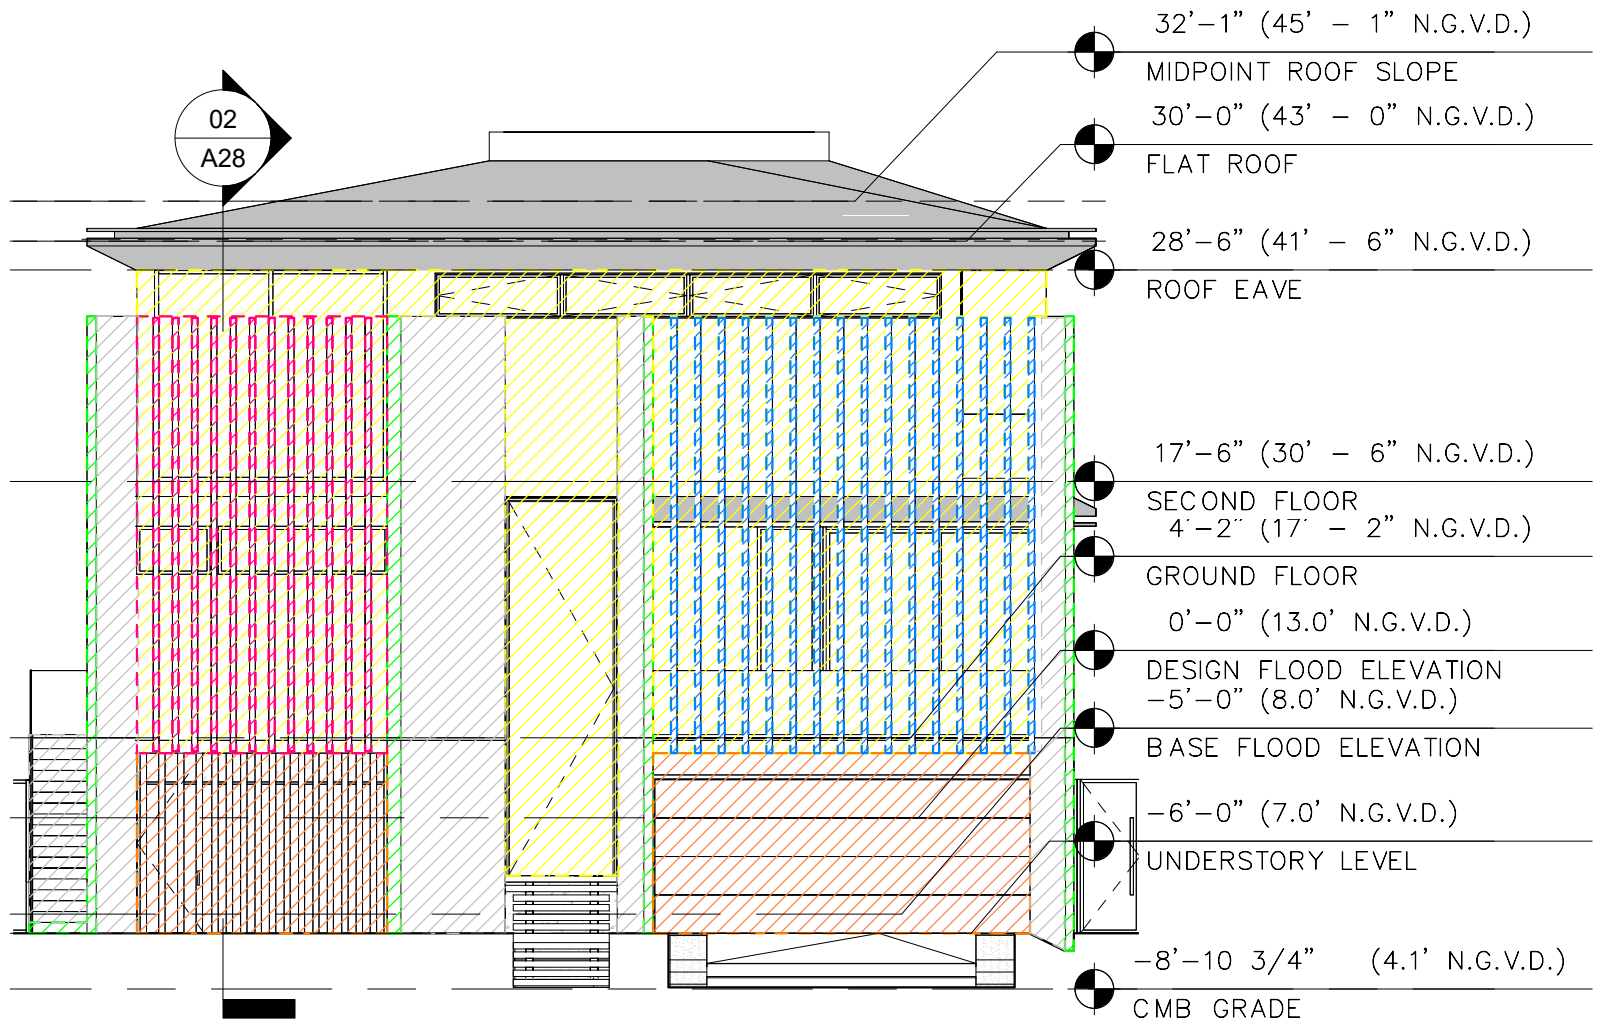 32'-1" (45' - 1" N.G.V.D.)
MIDPOINT ROOF SLOPE
30'-0" (43' - 0" N.G.V.D.)
FLAT ROOF
02
A28
28'-6" (41' - 6" N.G.V.D.)
ROOF EAVE
17'-6" (30' - 6" N.G.V.D.)
SECOND FLOOR
4'-2" (17' - 2" N.G.V.D.)
GROUND FLOOR
0'-0" (13.0' N.G.V.D.)
DESIGN FLOOD ELEVATION
-5'-0" (8.0' N.G.V.D.)
BASE FLOOD ELEVATION
-6'-0" (7.0' N.G.V.D.)
UNDERSTORY LEVEL
-8'-10 3/4" (4.1' N.G.V.D.)
CMB GRADE